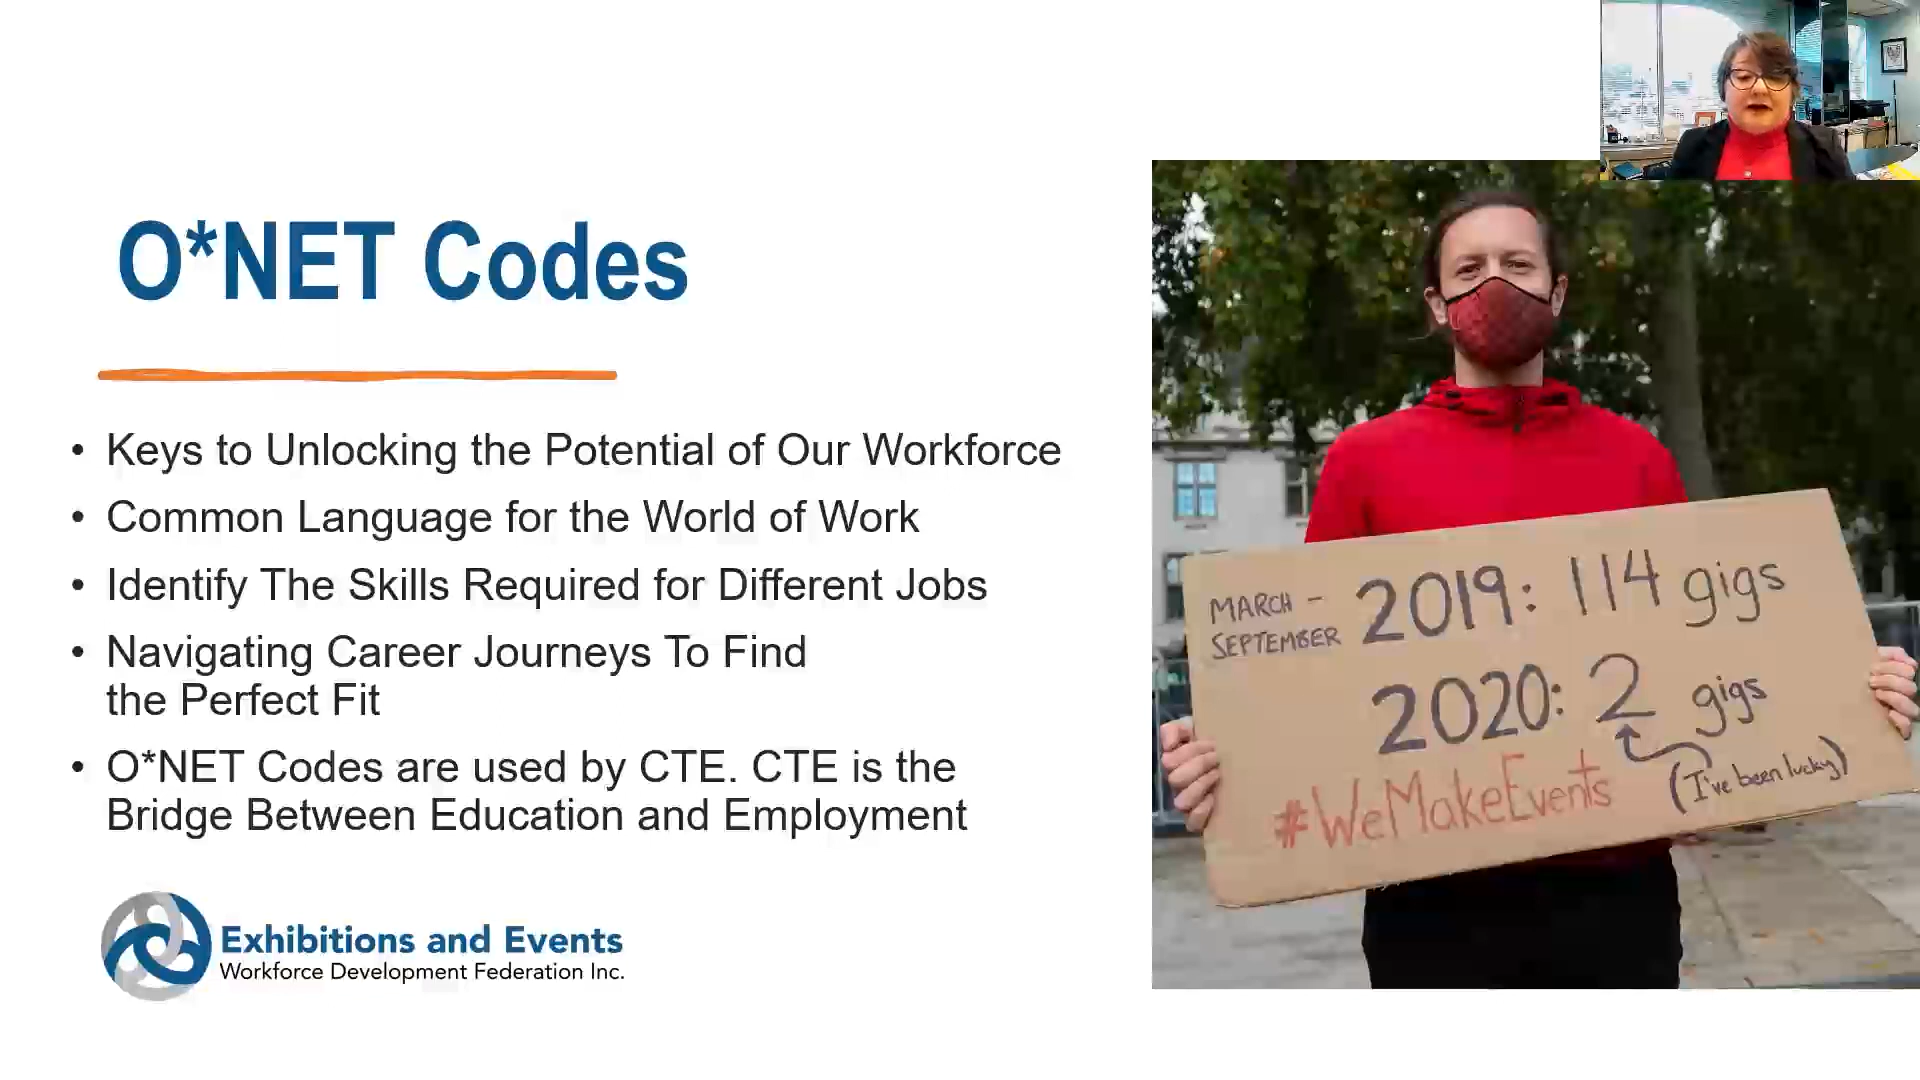 O*NET Codes
• Keys to Unlocking the Potential of Our Workforce
• Common Language for the World of Work
• Identify The Skills Required for Different Jobs
• Navigating Career Journeys To Find
the Perfect Fit
• O*NET Codes are used by CTE. CTE is the
Bridge Between Education and Employment
Exhibitions and Events
Workforce Development Federation Inc.
MARCH -
SEPTEMBER
2019: 114 gigs
2020: 2 gigs
(I've been lucky)
#WeMakeEvents